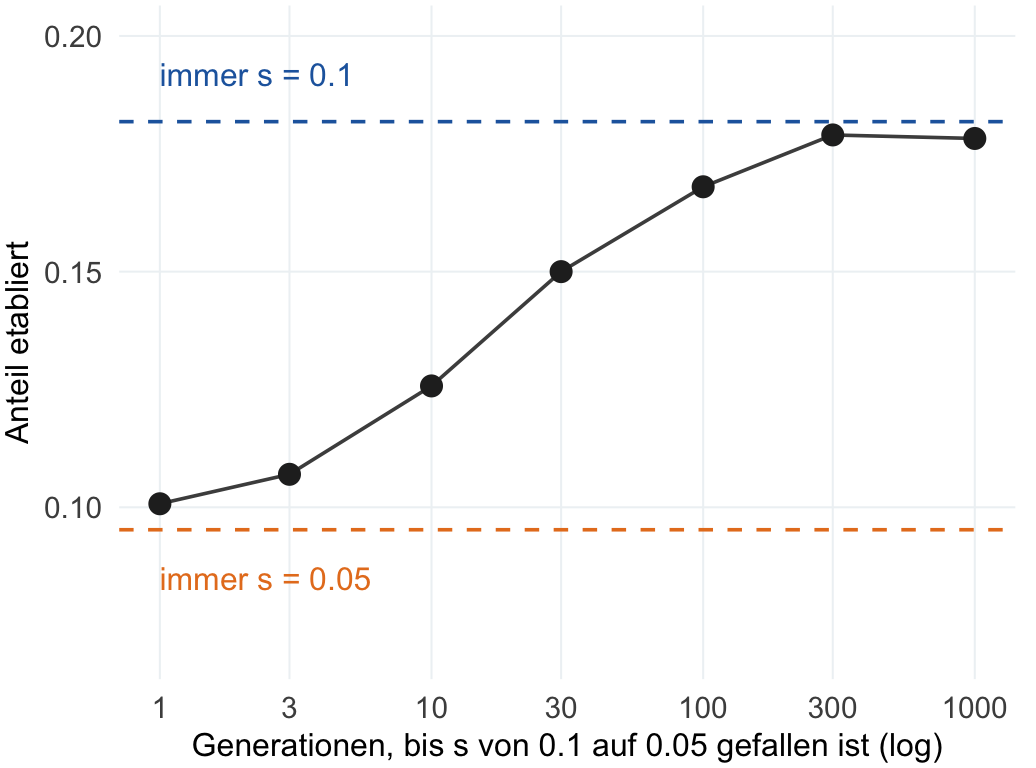 0.20
immer s = 0.1
0.15
Anteil etabliert
0.10
immer s = 0.05
1 3 10 30 100 300 1000
Generationen, bis s von 0.1 auf 0.05 gefallen ist (log)